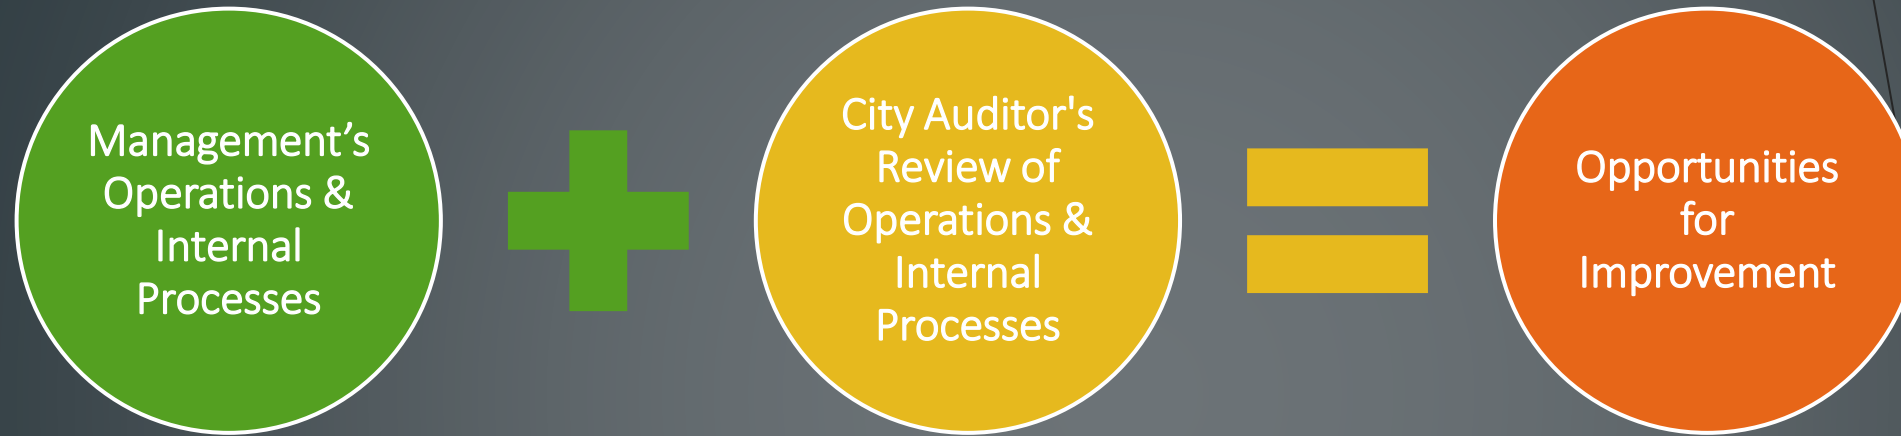 Management’s
Operations &
Internal
Processes
City Auditor's
Review of
Operations &
Internal
Processes
Opportunities
for
Improvement